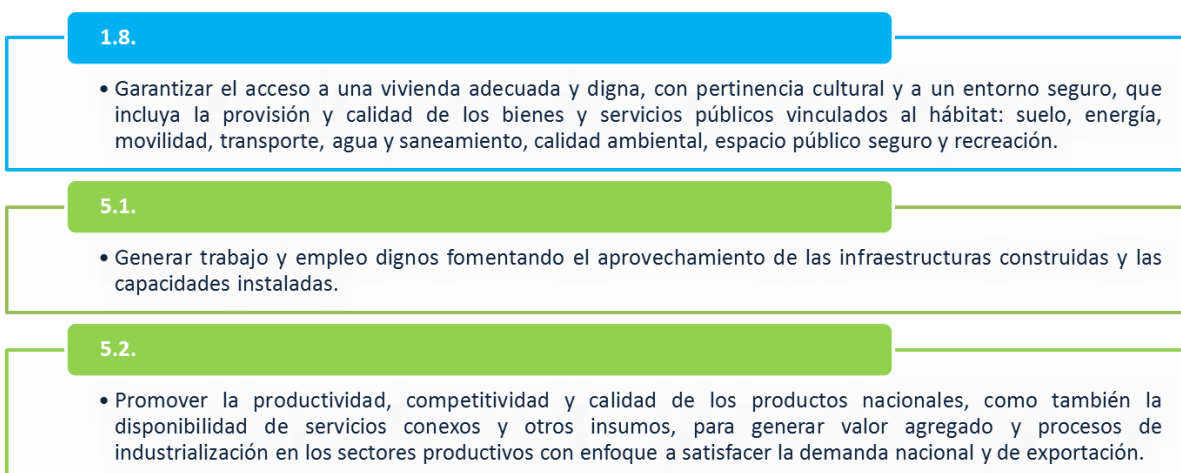 1.8.
• Garantizar el acceso a una vivienda adecuada y digna, con pertinencia cultural y a un entorno seguro, que
incluya la provisión y calidad de los bienes y servicios públicos vinculados al hábitat: suelo, energía,
movilidad, transporte, agua y saneamiento, calidad ambiental, espacio público seguro y recreación.
5.1.
• Generar trabajo y empleo dignos fomentando el aprovechamiento de las infraestructuras construidas y las
capacidades instaladas.
5.2.
• Promover la productividad, competitividad y calidad de los productos nacionales, como también la
disponibilidad de servicios conexos y otros insumos, para generar valor agregado y procesos de
industrialización en los sectores productivos con enfoque a satisfacer la demanda nacional y de exportación.